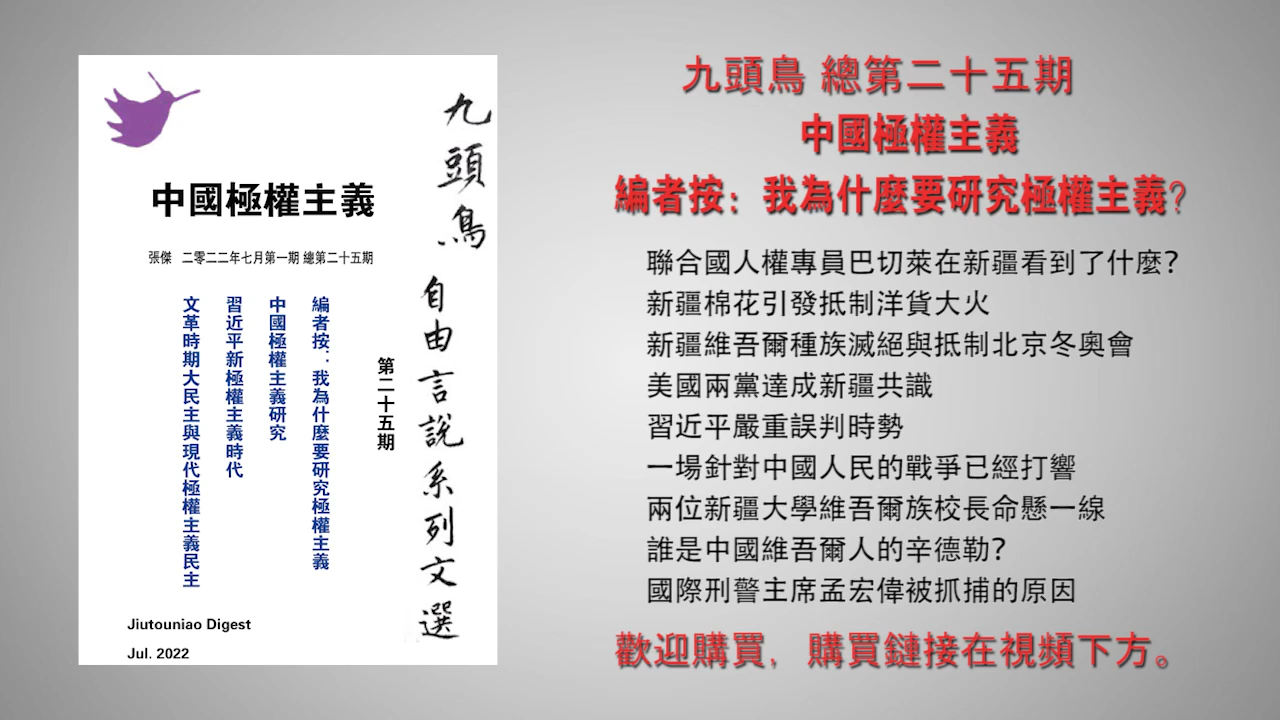 九頭鳥 自由言說系列文選
中國極權主義
張傑 二零二二年七月第一期 總第二十五期
第二十五期
編者按：我為什麼要研究極權主義
中國極權主義研究
習近平新極權主義時代
文革時期大民主與現代極權主義民主
Jiutouniao Digest
Jul. 2022
九頭鳥 總第二十五期
中國極權主義
編者按：我為什麼要研究極權主義?
聯合國人權專員巴切萊在新疆看到了什麼?
新疆棉花引發抵制洋貨大火
新疆維吾爾種族滅絕與抵制北京冬奧會
美國兩黨達成新疆共識
習近平嚴重誤判時勢
一場針對中國人民的戰爭已經打響
兩位新疆大學維吾爾族校長命懸一線
誰是中國維吾爾人的辛德勒?
國際刑警主席孟宏偉被抓捕的原因
歡迎購買，購買鏈接在視頻下方。